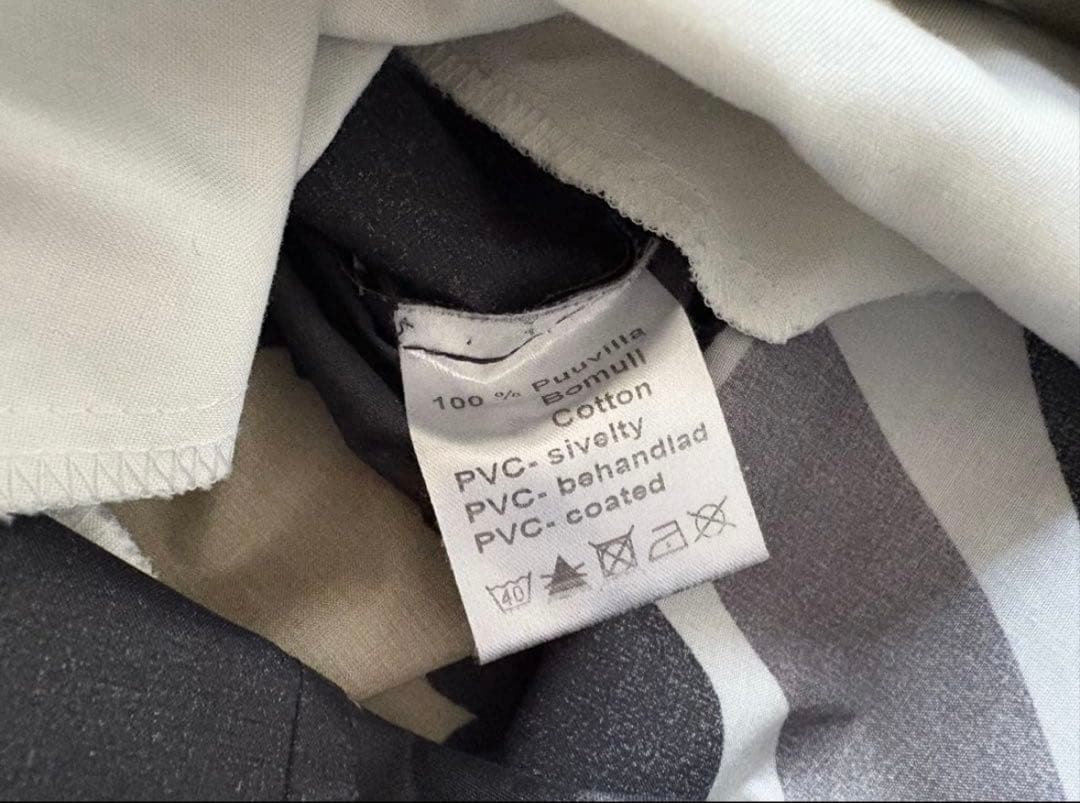 100 % Puuvilla
Bomull
Cotton
PVC- sivelty
PVC- behandlad
PVC- coated
40